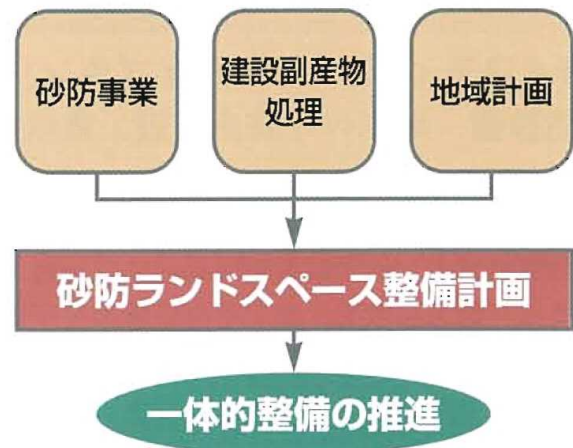 砂防事業
建設副産物
処理
地域計画
砂防ランドスペース整備計画
一体的整備の推進